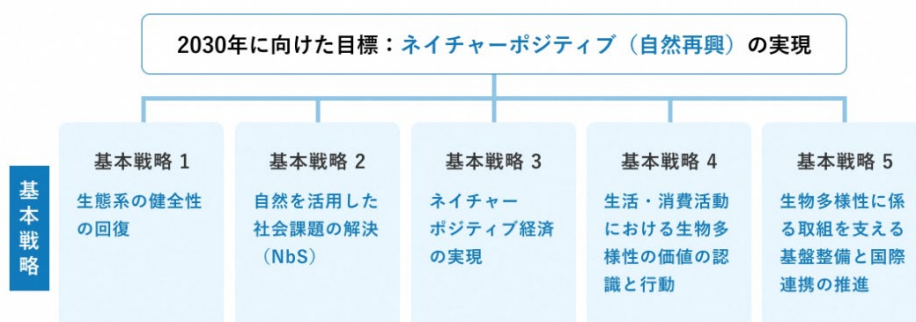 2030年に向けた目標：ネイチャーポジティブ（自然再興）の実現
基本戦略
基本戦略 1
生態系の健全性
の回復
基本戦略 2
自然を活用した
社会課題の解決
（NbS）
基本戦略 3
ネイチャー
ポジティブ経済
の実現
基本戦略 4
生活・消費活動
における生物多
様性の価値の認
識と行動
基本戦略 5
生物多様性に係
る取組を支える
基盤整備と国際
連携の推進